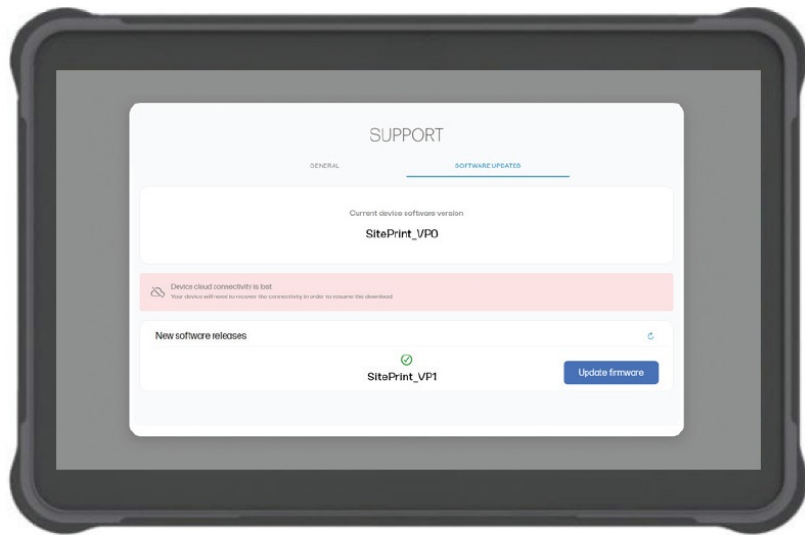 SUPPORT
GENERAL SOFTWARE UPDATES
Current device software version
SitePrint_VP0
Device cloud connectivity is lost
Your device will need to recover the connectivity in order to resume the download
New software releases
SitePrint_VP1
Update firmware